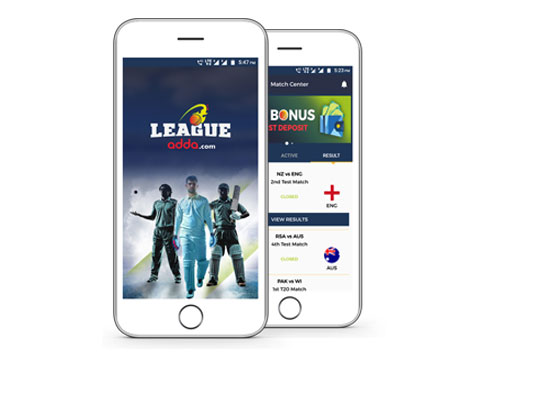 5:47 PM
LEAGUE
adda.com
5:23 PM
Match Center
BONUS
ST DEPOSIT
ACTIVE
RESULT
NZ vs ENG
2nd Test Match
CLOSED
ENG
VIEW RESULTS
RSA vs AUS
4th Test Match
CLOSED
AUS
PAK vs WI
1st T20 Match